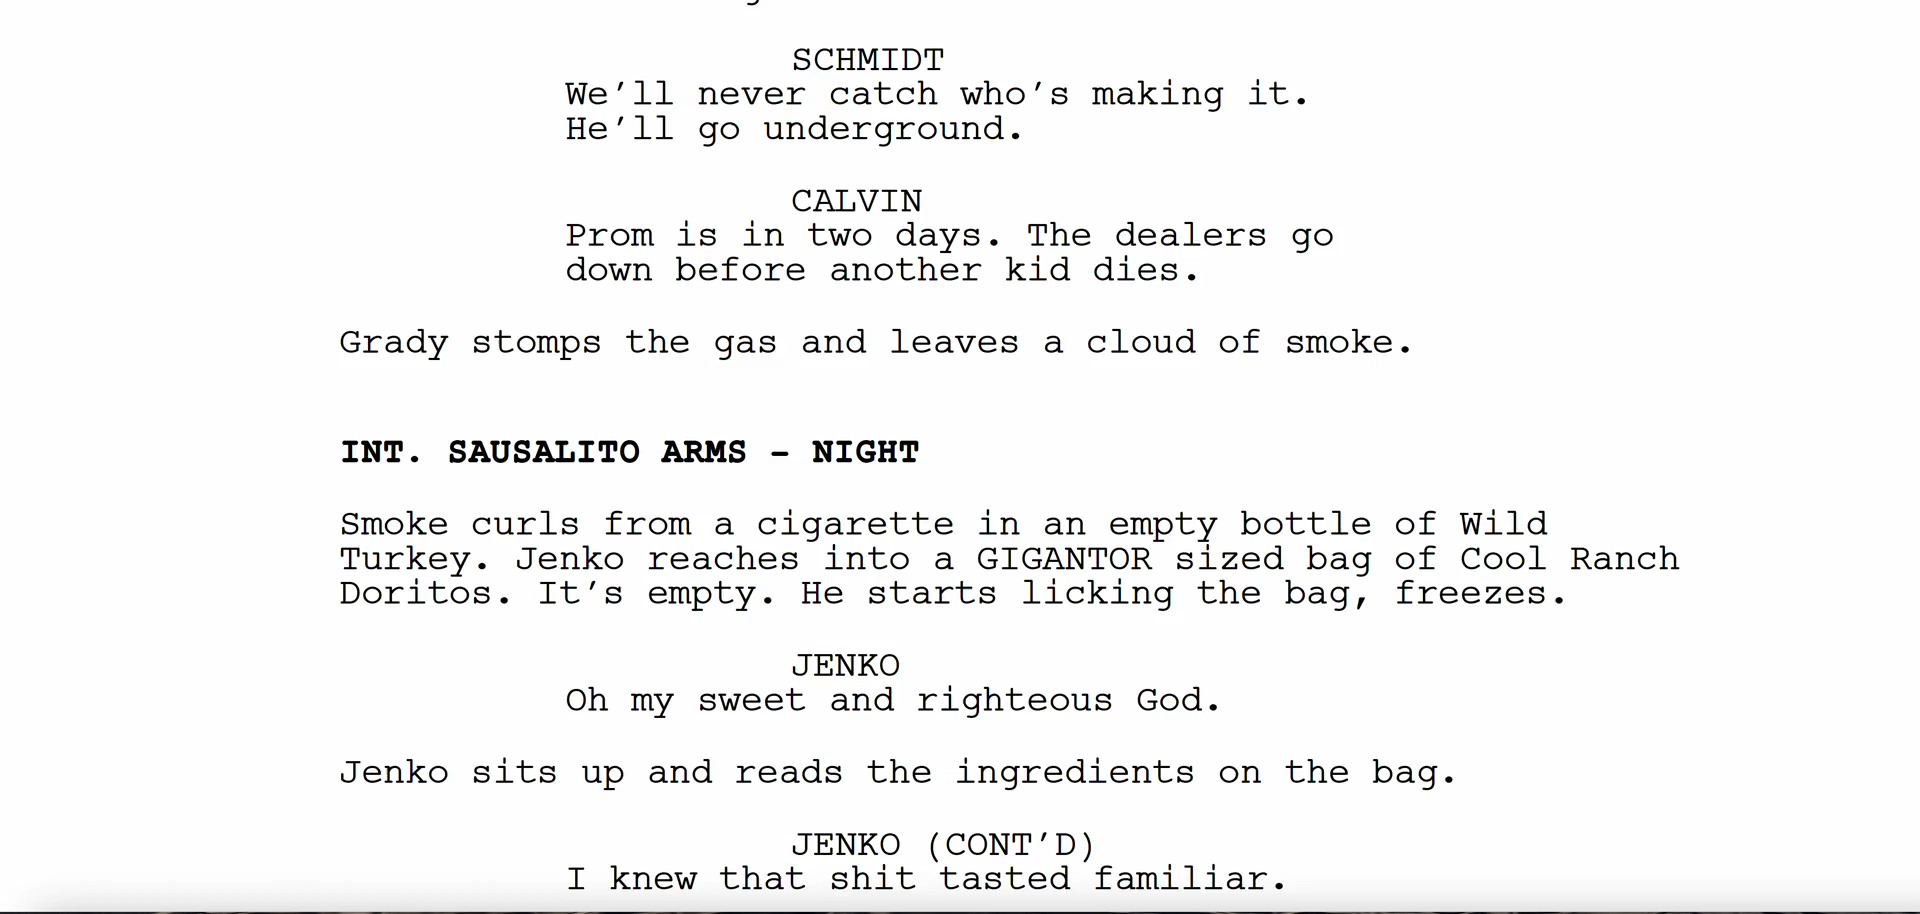 SCHMIDT
We'll never catch who's making it.
He'll go underground.
CALVIN
Prom is in two days. The dealers go
down before another kid dies.
Grady stomps the gas and leaves a cloud of smoke.
INT. SAUSALITO ARMS - NIGHT
Smoke curls from a cigarette in an empty bottle of Wild
Turkey. Jenko reaches into a GIGANTOR sized bag of Cool Ranch
Doritos. It's empty. He starts licking the bag, freezes.
JENKO
Oh my sweet and righteous God.
Jenko sits up and reads the ingredients on the bag.
JENKO (CONT'D)
I knew that shit tasted familiar.